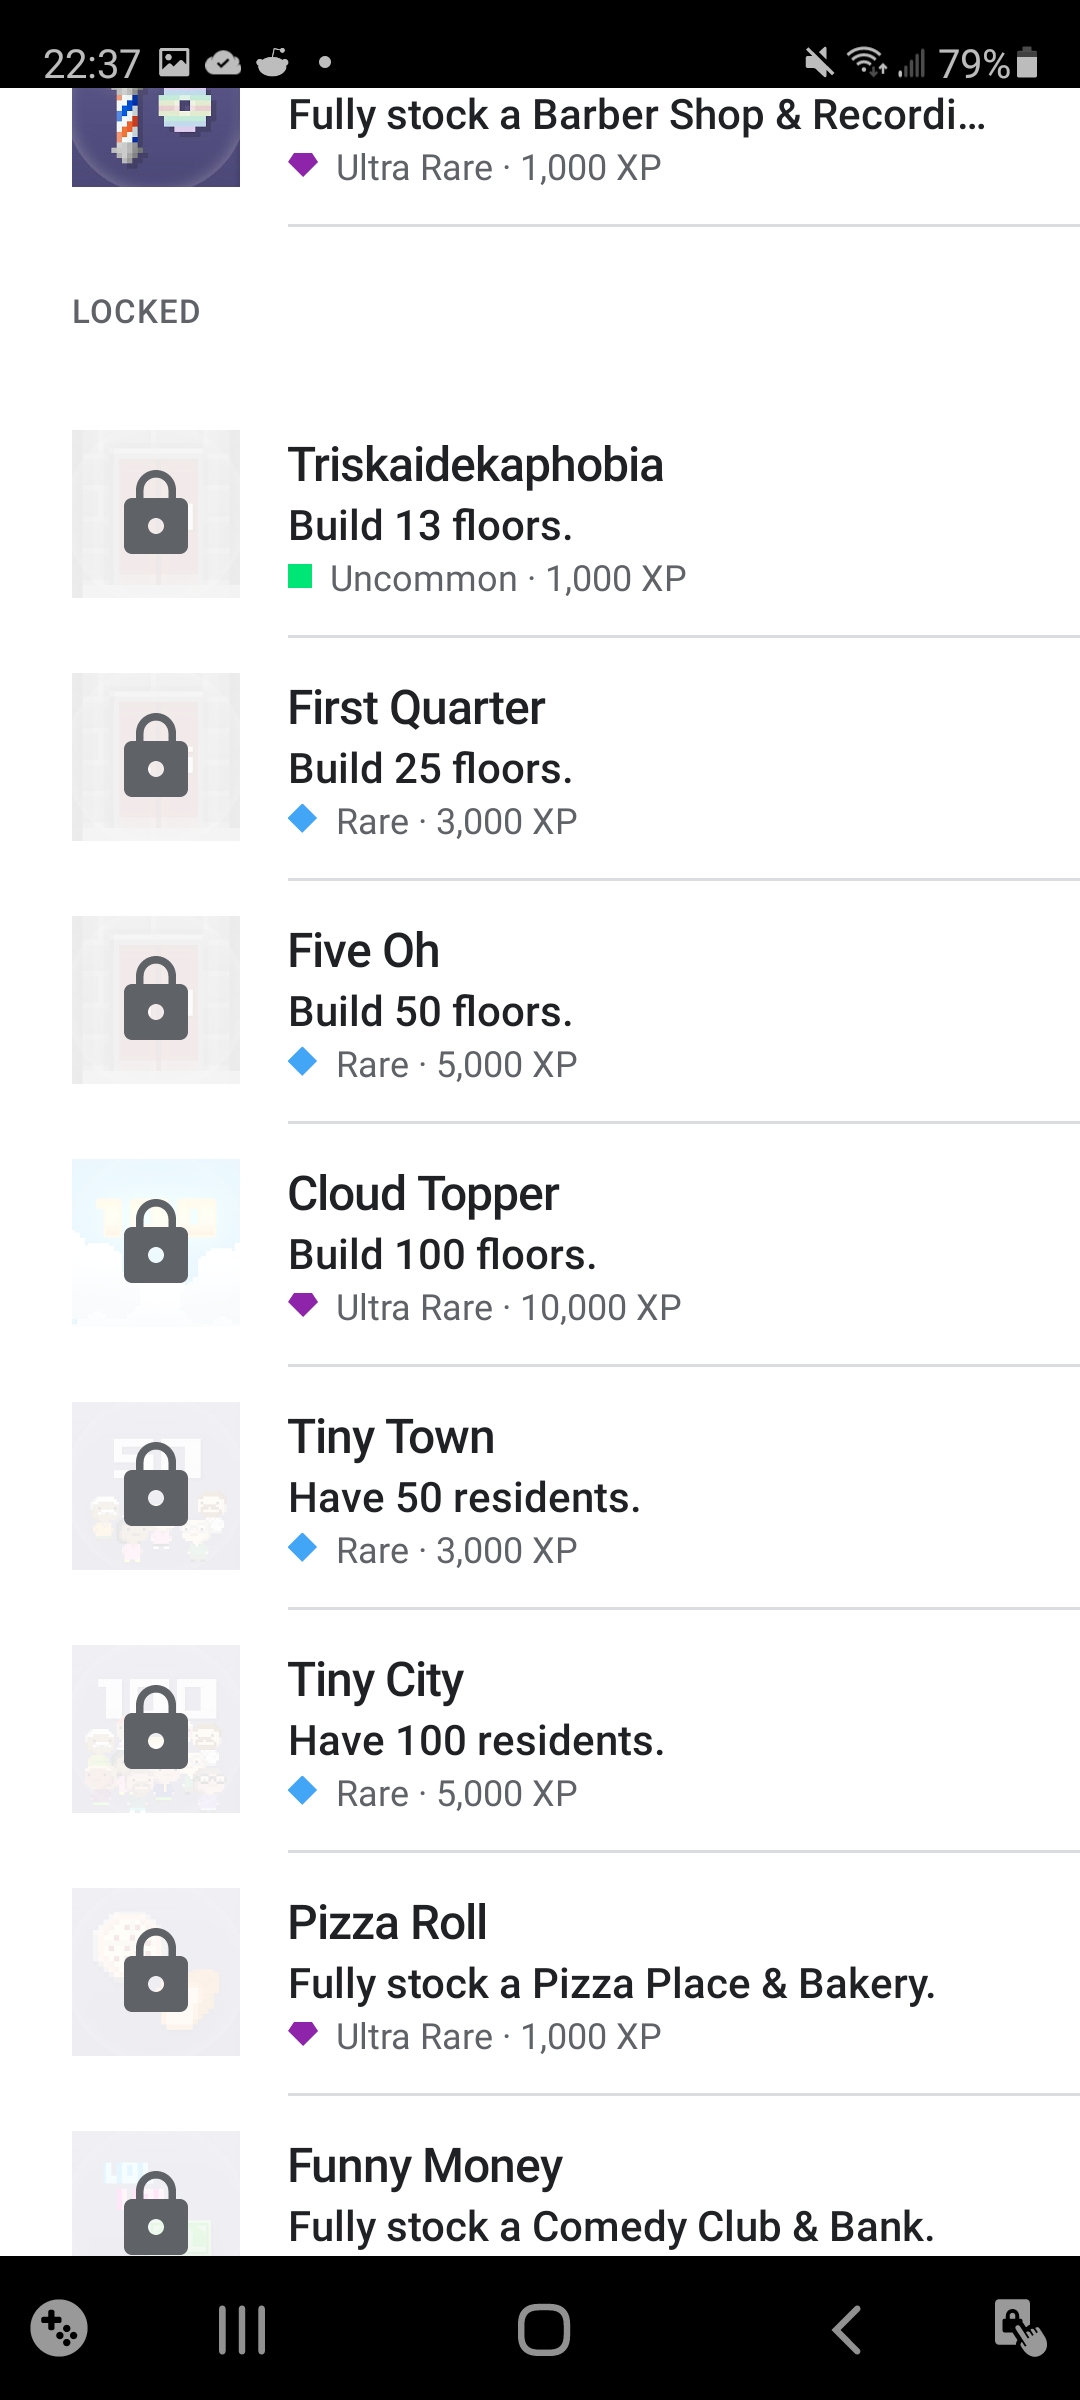 22:37
79%
Fully stock a Barber Shop & Recordi...
Ultra Rare · 1,000 XP
LOCKED
Triskaidekaphobia
Build 13 floors.
Uncommon · 1,000 XP
First Quarter
Build 25 floors.
Rare · 3,000 XP
Five Oh
Build 50 floors.
Rare · 5,000 XP
100
Cloud Topper
Build 100 floors.
Ultra Rare · 10,000 XP
50
Tiny Town
Have 50 residents.
Rare · 3,000 XP
100
Tiny City
Have 100 residents.
Rare · 5,000 XP
Pizza Roll
Fully stock a Pizza Place & Bakery.
Ultra Rare · 1,000 XP
LOL
Funny Money
Fully stock a Comedy Club & Bank.